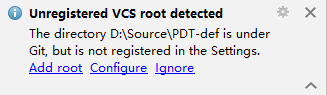 Unregistered VCS root detected
The directory D:\Source\PDT-def is under
Git, but is not registered in the Settings.
Add root Configure Ignore